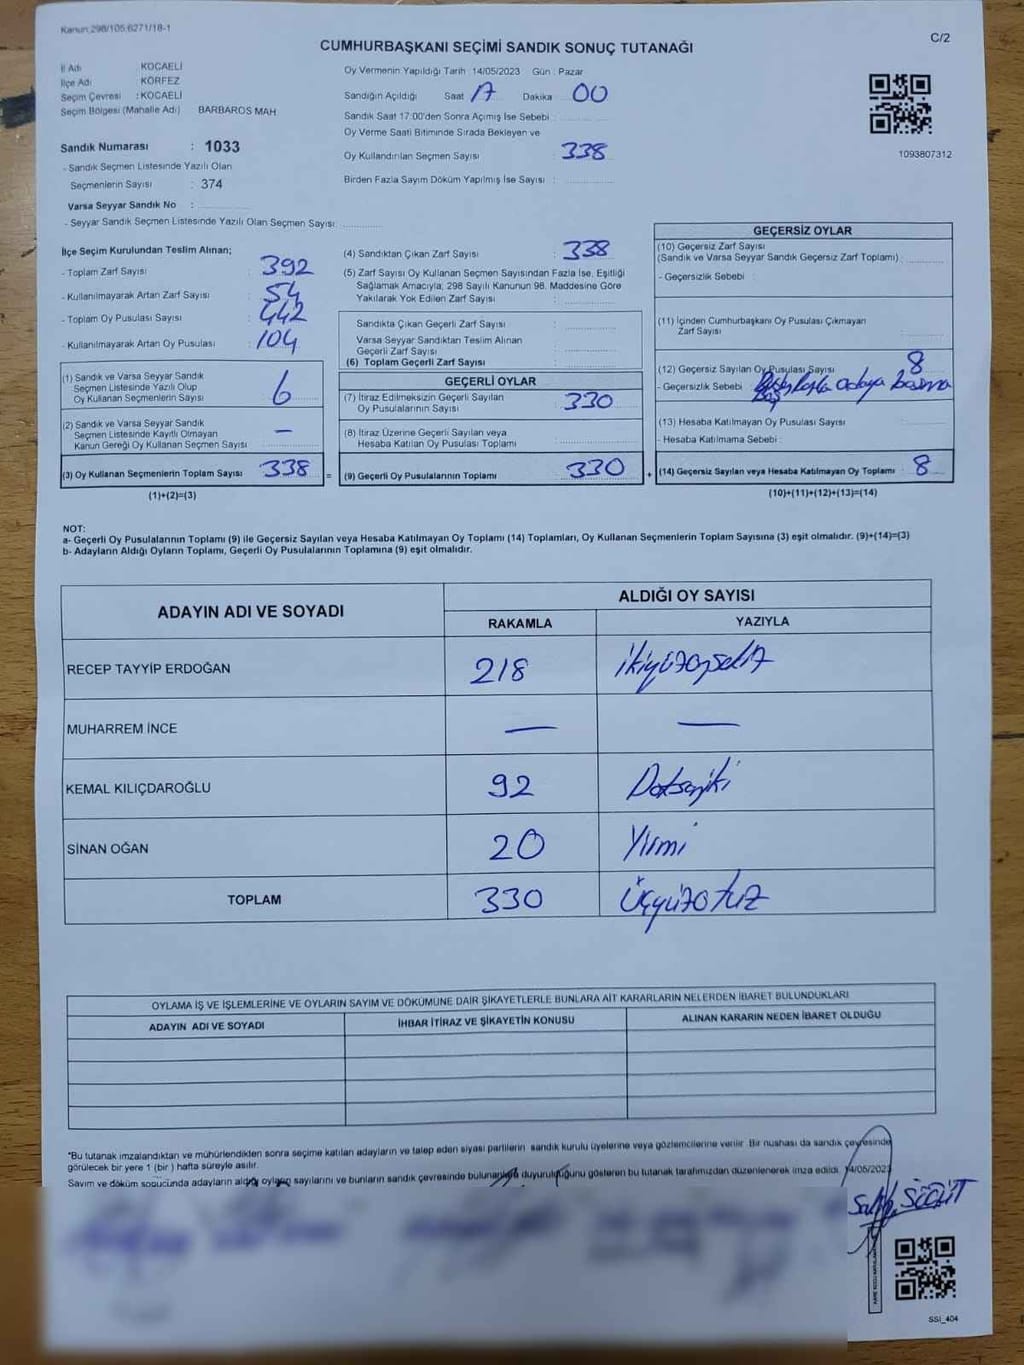 Kanun:298/105,6271/18-1
C/2
CUMHURBAŞKANI SEÇİMİ SANDIK SONUÇ TUTANAĞI
İl Adı : KOCAELİ
İlçe Adı : KÖRFEZ
Seçim Çevresi : KOCAELİ
Seçim Bölgesi (Mahalle Adı) BARBAROS MAH
Sandık Numarası : 1033
- Sandık Seçmen Listesinde Yazılı Olan
Seçmenlerin Sayısı : 374
Varsa Seyyar Sandık No :
- Seyyar Sandık Seçmen Listesinde Yazılı Olan Seçmen Sayısı:
Oy Vermenin Yapıldığı Tarih : 14/05/2023 Gün : Pazar
Sandığın Açıldığı Saat 17 Dakika 00
Sandık Saat 17:00'den Sonra Açımış İse Sebebi :
Oy Verme Saati Bitiminde Sırada Bekleyen ve
Oy Kullandırılan Seçmen Sayısı : 338
Birden Fazla Sayım Döküm Yapılmış İse Sayısı :
1093807312
İlçe Seçim Kurulundan Teslim Alınan;
- Toplam Zarf Sayısı : 392
- Kullanılmayarak Artan Zarf Sayısı : 54
- Toplam Oy Pusulası Sayısı : 442
- Kullanılmayarak Artan Oy Pusulası : 104
(1) Sandık ve Varsa Seyyar Sandık
Seçmen Listesinde Yazılı Olup
Oy Kullanan Seçmenlerin Sayısı : 6
(2) Sandık ve Varsa Seyyar Sandık
Seçmen Listesinde Kayıtlı Olmayan
Kanun Gereği Oy Kullanan Seçmen Sayısı : —
(3) Oy Kullanan Seçmenlerin Toplam Sayısı : 338 =
(1)+(2)=(3)
(4) Sandıktan Çıkan Zarf Sayısı : 338
(5) Zarf Sayısı Oy Kullanan Seçmen Sayısından Fazla İse, Eşitliği
Sağlamak Amacıyla; 298 Sayılı Kanunun 98. Maddesine Göre
Yakılarak Yok Edilen Zarf Sayısı :
Sandıkta Çıkan Geçerli Zarf Sayısı :
Varsa Seyyar Sandıktan Teslim Alınan
Geçerli Zarf Sayısı :
(6) Toplam Geçerli Zarf Sayısı :
GEÇERLİ OYLAR
(7) İtiraz Edilmeksizin Geçerli Sayılan
Oy Pusulalarının Sayısı : 330
(8) İtiraz Üzerine Geçerli Sayılan veya
Hesaba Katılan Oy Pusulası Toplamı :
(9) Geçerli Oy Pusulalarının Toplamı : 330 +
GEÇERSİZ OYLAR
(10) Geçersiz Zarf Sayısı
(Sandık ve Varsa Seyyar Sandık Geçersiz Zarf Toplamı) :
- Geçersizlik Sebebi :
(11) İçinden Cumhurbaşkanı Oy Pusulası Çıkmayan
Zarf Sayısı :
(12) Geçersiz Sayılan Oy Pusulası Sayısı : 8
- Geçersizlik Sebebi : adaya basma
(13) Hesaba Katılmayan Oy Pusulası Sayısı :
- Hesaba Katılmama Sebebi :
(14) Geçersiz Sayılan veya Hesaba Katılmayan Oy Toplamı : 8
(10)+(11)+(12)+(13)=(14)
NOT:
a- Geçerli Oy Pusulalarının Toplamı (9) ile Geçersiz Sayılan veya Hesaba Katılmayan Oy Toplamı (14) Toplamları, Oy Kullanan Seçmenlerin Toplam Sayısına (3) eşit olmalıdır. (9)+(14)=(3)
b- Adayların Aldığı Oyların Toplamı, Geçerli Oy Pusulalarının Toplamına (9) eşit olmalıdır.
ADAYIN ADI VE SOYADI
ALDIĞI OY SAYISI
RAKAMLA YAZIYLA
RECEP TAYYİP ERDOĞAN 218 ikiyüzonsekiz
MUHARREM İNCE — —
KEMAL KILIÇDAROĞLU 92 Doksaniki
SİNAN OĞAN 20 Yirmi
TOPLAM 330 Üçyüzotuz
OYLAMA İŞ VE İŞLEMLERİNE VE OYLARIN SAYIM VE DÖKÜMÜNE DAİR ŞİKAYETLERLE BUNLARA AİT KARARLARIN NELERDEN İBARET BULUNDUKLARI
ADAYIN ADI VE SOYADI İHBAR İTİRAZ VE ŞİKAYETİN KONUSU ALINAN KARARIN NEDEN İBARET OLDUĞU
*Bu tutanak imzalandıktan ve mühürlendikten sonra seçime katılan adayların ve talep eden siyasi partilerin sandık kurulu üyelerine veya gözlemcilerine verilir. Bir nushası da sandık çevresinde
görülecek bir yere 1 (bir ) hafta süreyle asılır.
Sayım ve döküm sonucunda adayların aldığı oyların sayılarını ve bunların sandık çevresinde bulunanlara duyurulduğunu gösteren bu tutanak tarafımızdan düzenlenerek imza edildi. 14/05/2023
SSI_404